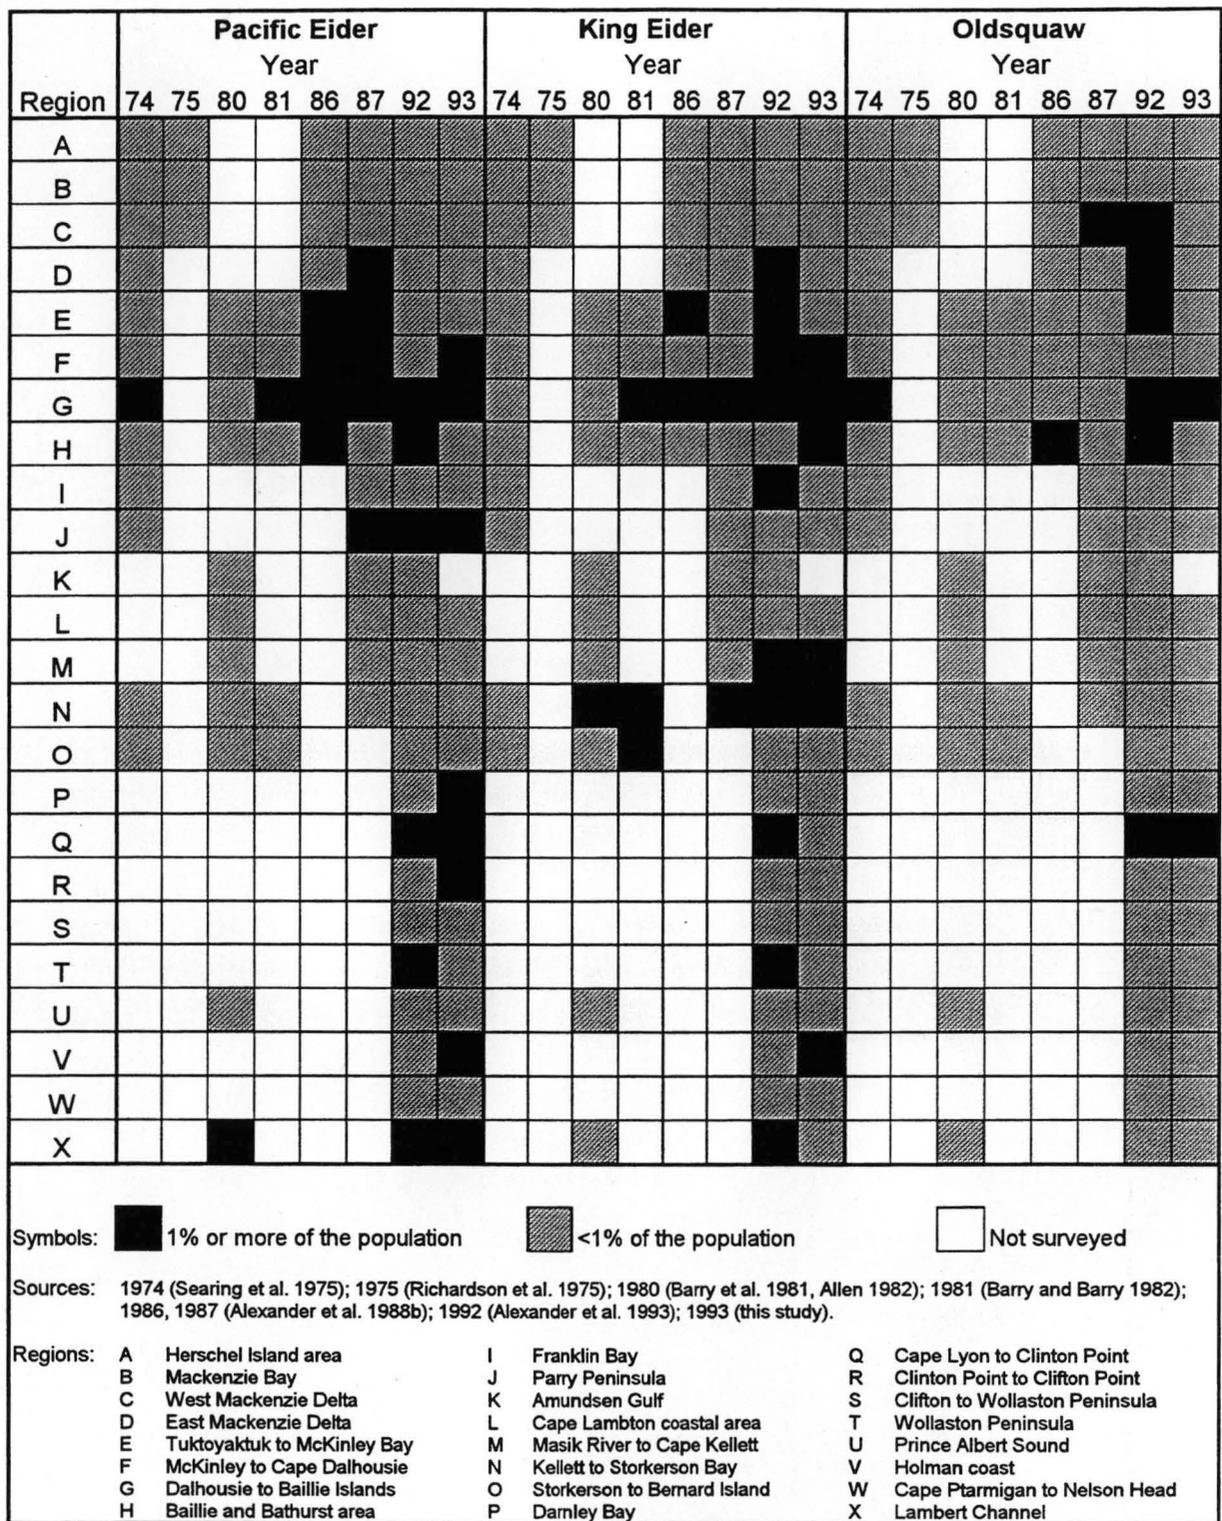 Pacific Eider King Eider Oldsquaw
Year Year Year
Region 74 75 80 81 86 87 92 93 74 75 80 81 86 87 92 93 74 75 80 81 86 87 92 93
A
B
C
D
E
F
G
H
I
J
K
L
M
N
O
P
Q
R
S
T
U
V
W
X
Symbols: 1% or more of the population <1% of the population Not surveyed
Sources: 1974 (Searing et al. 1975); 1975 (Richardson et al. 1975); 1980 (Barry et al. 1981, Allen 1982); 1981 (Barry and Barry 1982);
1986, 1987 (Alexander et al. 1988b); 1992 (Alexander et al. 1993); 1993 (this study).
Regions: A Herschel Island area I Franklin Bay Q Cape Lyon to Clinton Point
B Mackenzie Bay J Parry Peninsula R Clinton Point to Clifton Point
C West Mackenzie Delta K Amundsen Gulf S Clifton to Wollaston Peninsula
D East Mackenzie Delta L Cape Lambton coastal area T Wollaston Peninsula
E Tuktoyaktuk to McKinley Bay M Masik River to Cape Kellett U Prince Albert Sound
F McKinley to Cape Dalhousie N Kellett to Storkerson Bay V Holman coast
G Dalhousie to Baillie Islands O Storkerson to Bernard Island W Cape Ptarmigan to Nelson Head
H Baillie and Bathurst area P Darnley Bay X Lambert Channel